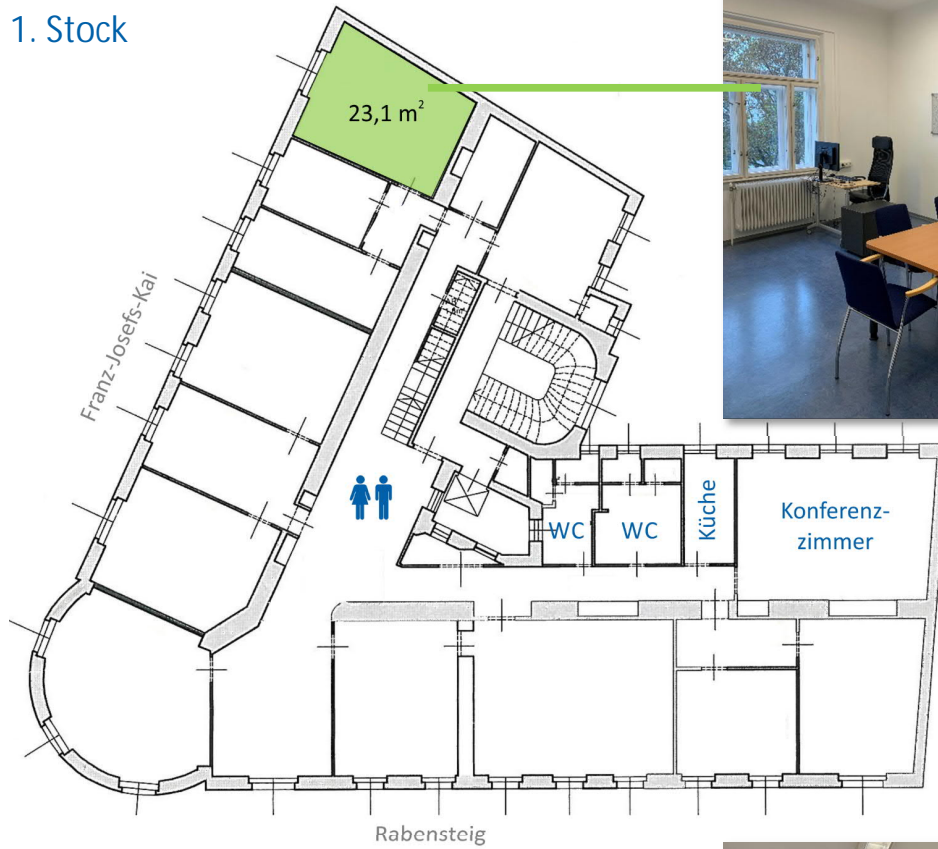 1. Stock
23,1 m²
Franz-Josefs-Kai
WC
WC
Küche
Konferenz-
zimmer
Rabensteig